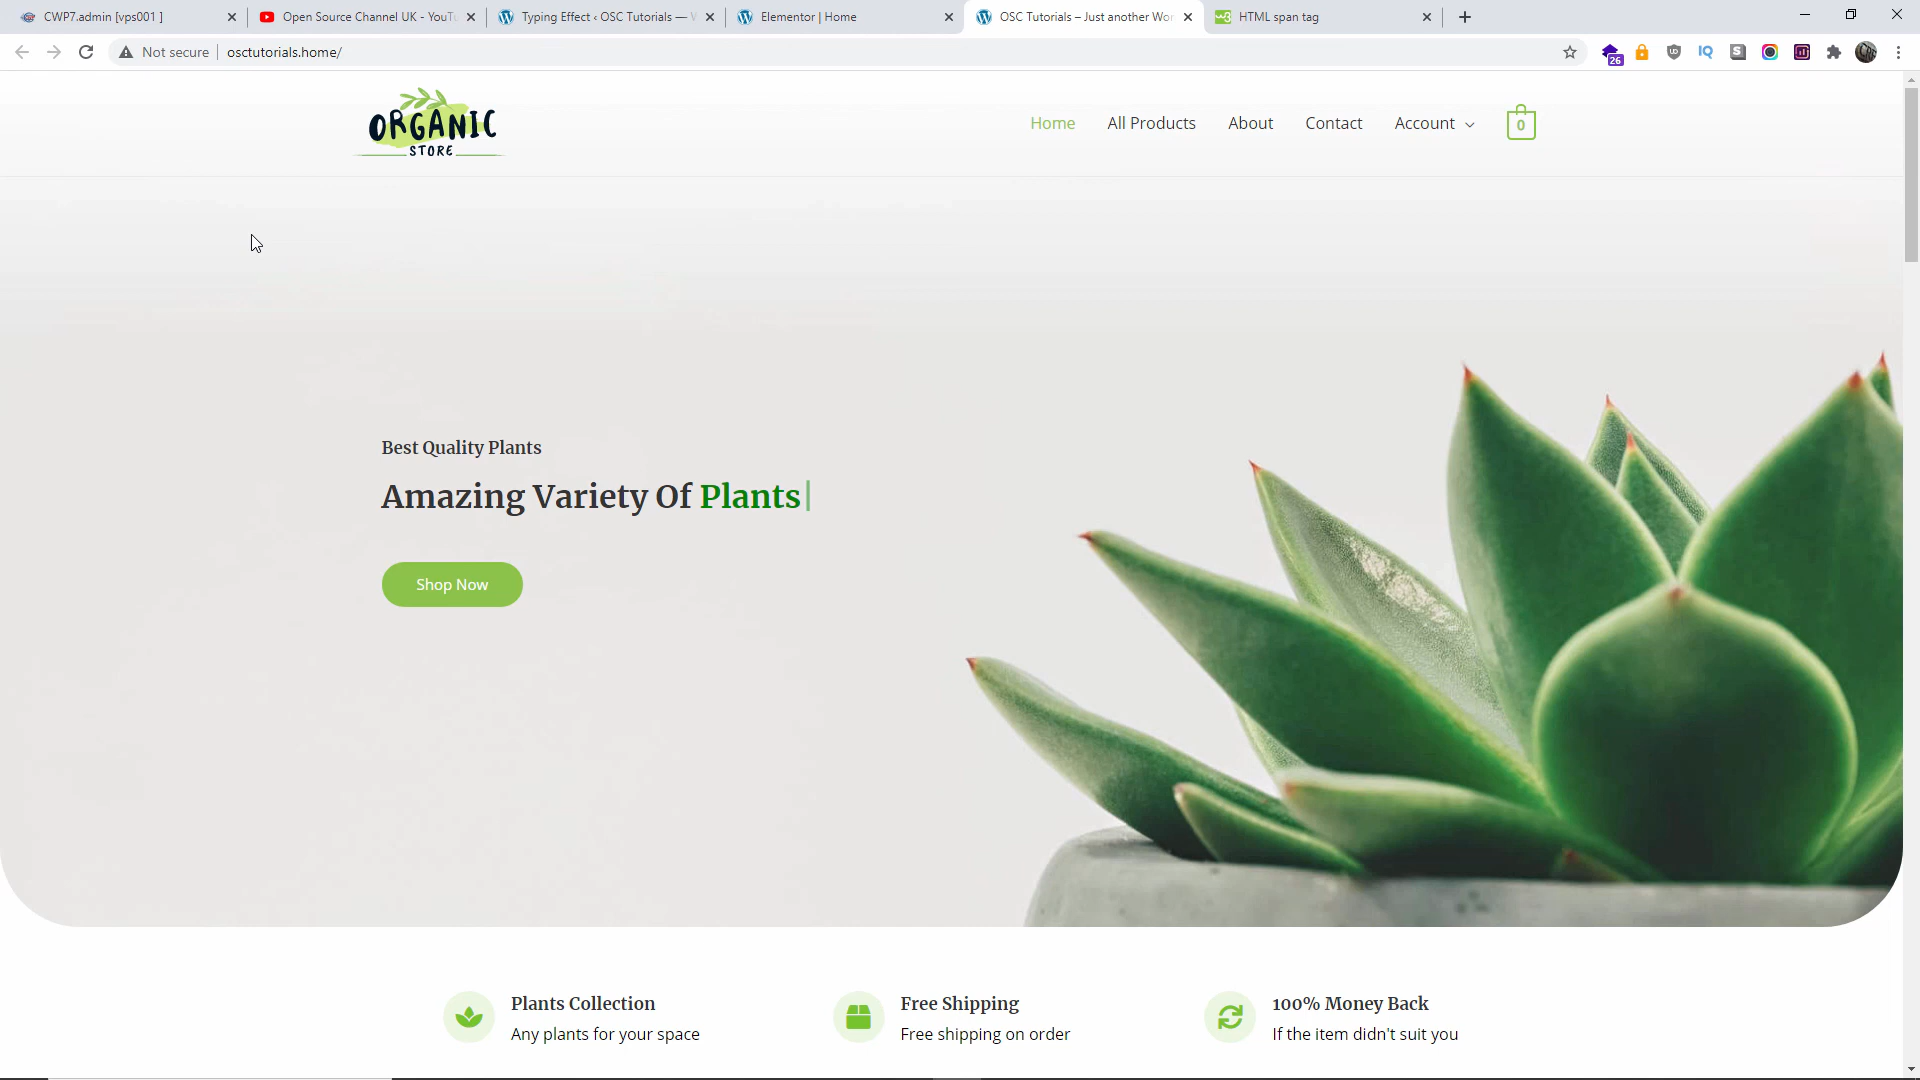 CWP7.admin [vps001 ]
Open Source Channel UK - YouTu
Typing Effect ‹ OSC Tutorials — W
Elementor | Home
OSC Tutorials – Just another Wor
HTML span tag
Not secure
osctutorials.home/
26
ORGANIC
STORE
Home
All Products
About
Contact
Account
0
Best Quality Plants
Amazing Variety Of Plants|
Shop Now
Plants Collection
Any plants for your space
Free Shipping
Free shipping on order
100% Money Back
If the item didn't suit you